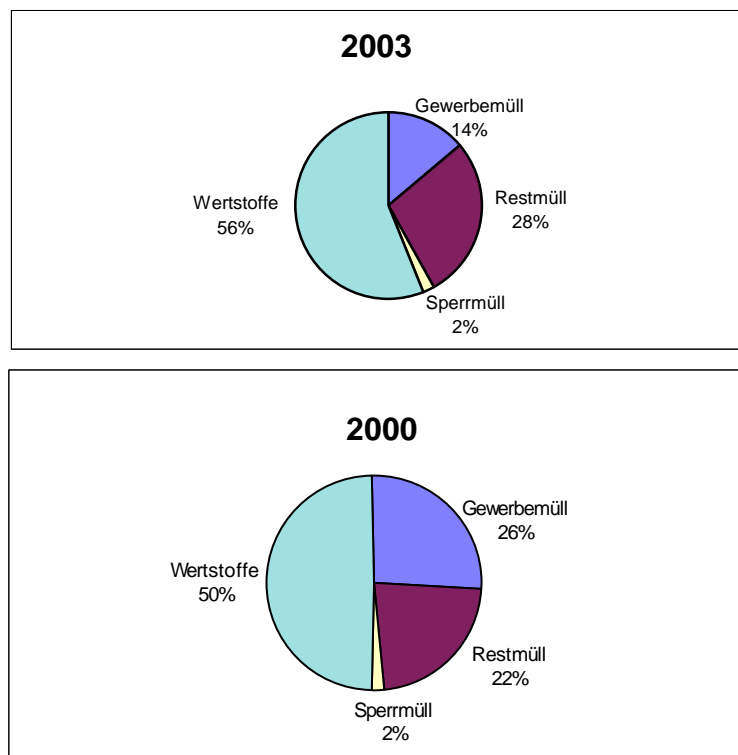 2003
Gewerbemüll
14%
Restmüll
28%
Sperrmüll
2%
Wertstoffe
56%
2000
Gewerbemüll
26%
Restmüll
22%
Sperrmüll
2%
Wertstoffe
50%